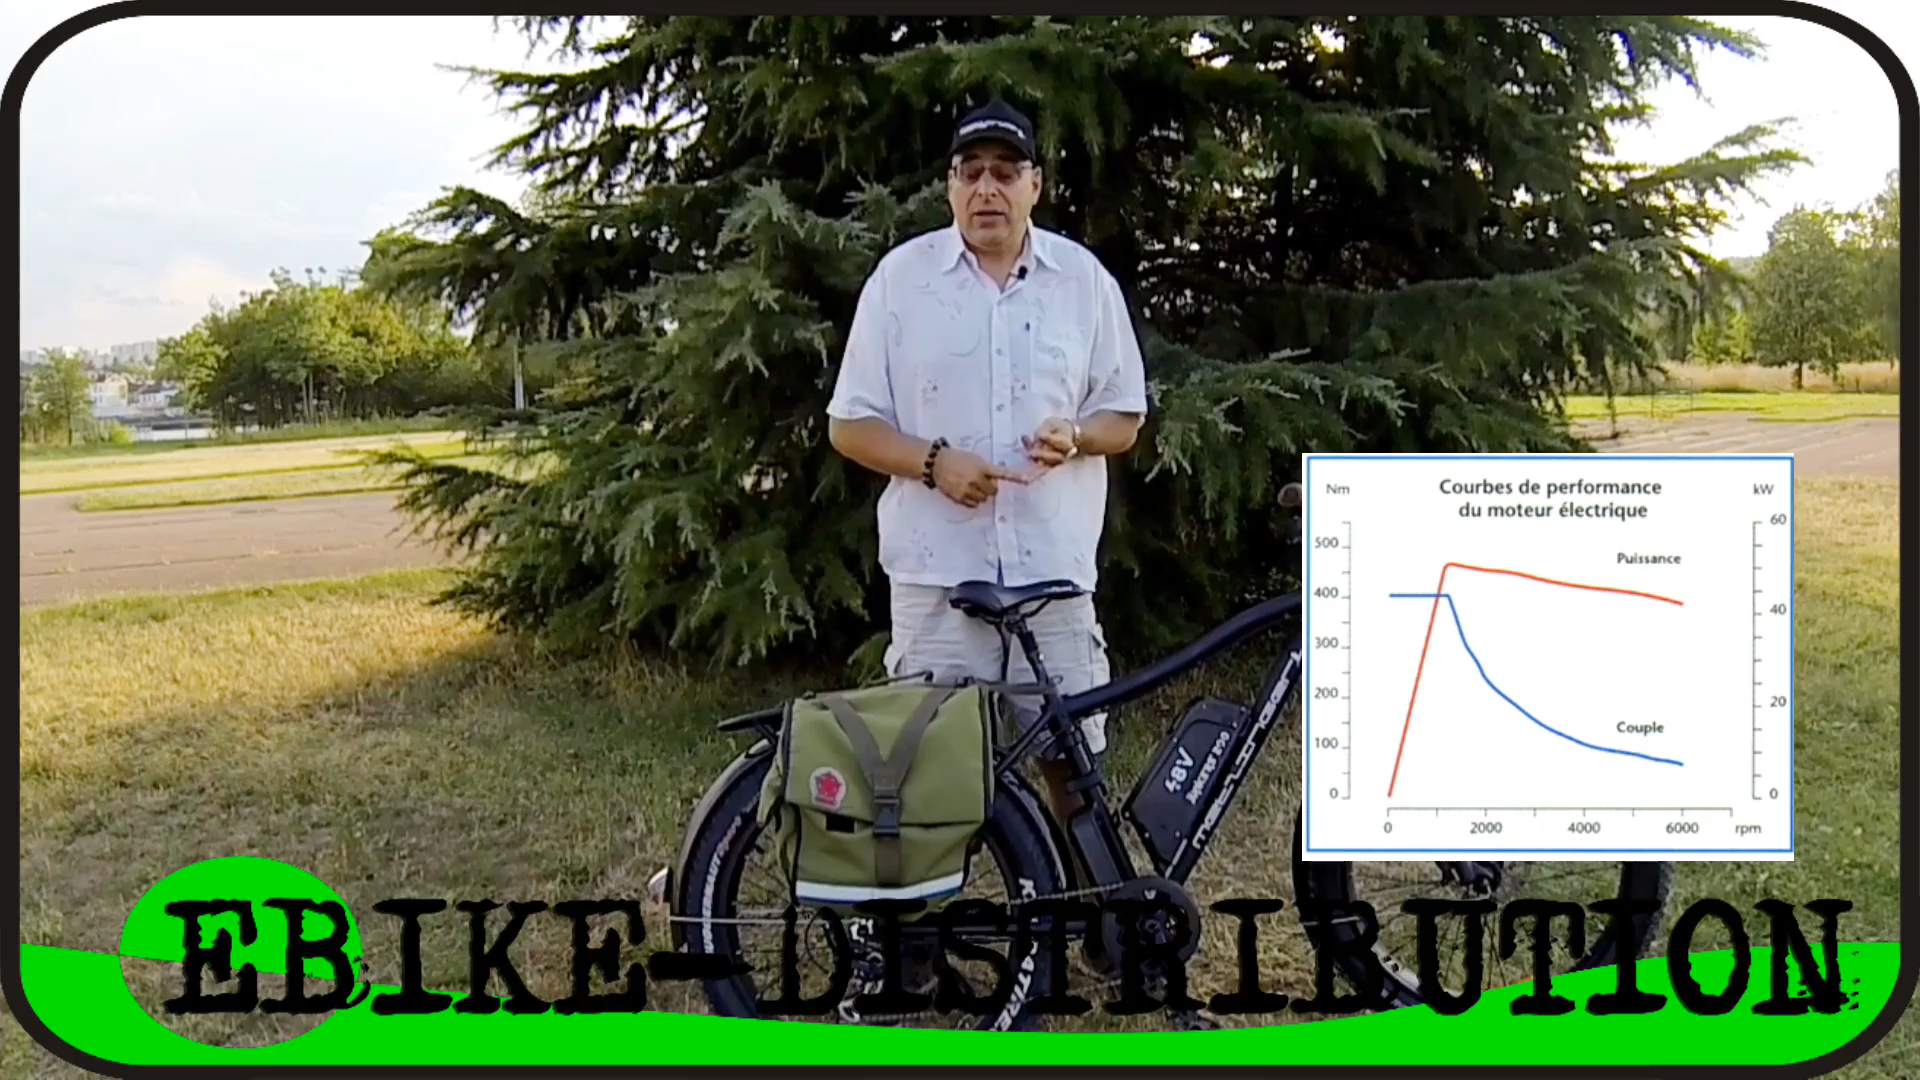 Nm
Courbes de performance
kW
du moteur électrique
60
500
Puissance
400
40
300
200
20
Couple
100
0
0
0
2000
4000
6000
rpm
48V
EBIKE-DISTRIBUTION